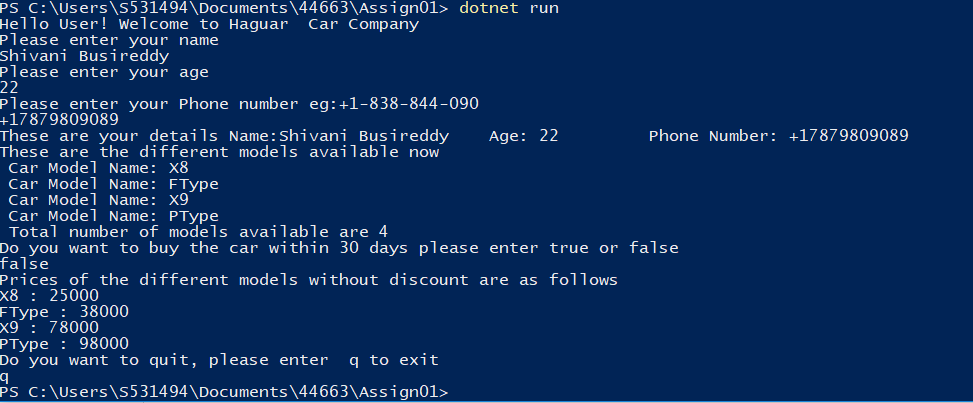 PS C:\Users\S531494\Documents\44663\Assign01> dotnet run
Hello User! Welcome to Haguar  Car Company
Please enter your name
Shivani Busireddy
Please enter your age
22
Please enter your Phone number eg:+1-838-844-090
+17879809089
These are your details Name:Shivani Busireddy    Age: 22         Phone Number: +17879809089
These are the different models available now
 Car Model Name: X8
 Car Model Name: FType
 Car Model Name: X9
 Car Model Name: PType
 Total number of models available are 4
Do you want to buy the car within 30 days please enter true or false
false
Prices of the different models without discount are as follows
X8 : 25000
FType : 38000
X9 : 78000
PType : 98000
Do you want to quit, please enter  q to exit
q
PS C:\Users\S531494\Documents\44663\Assign01>